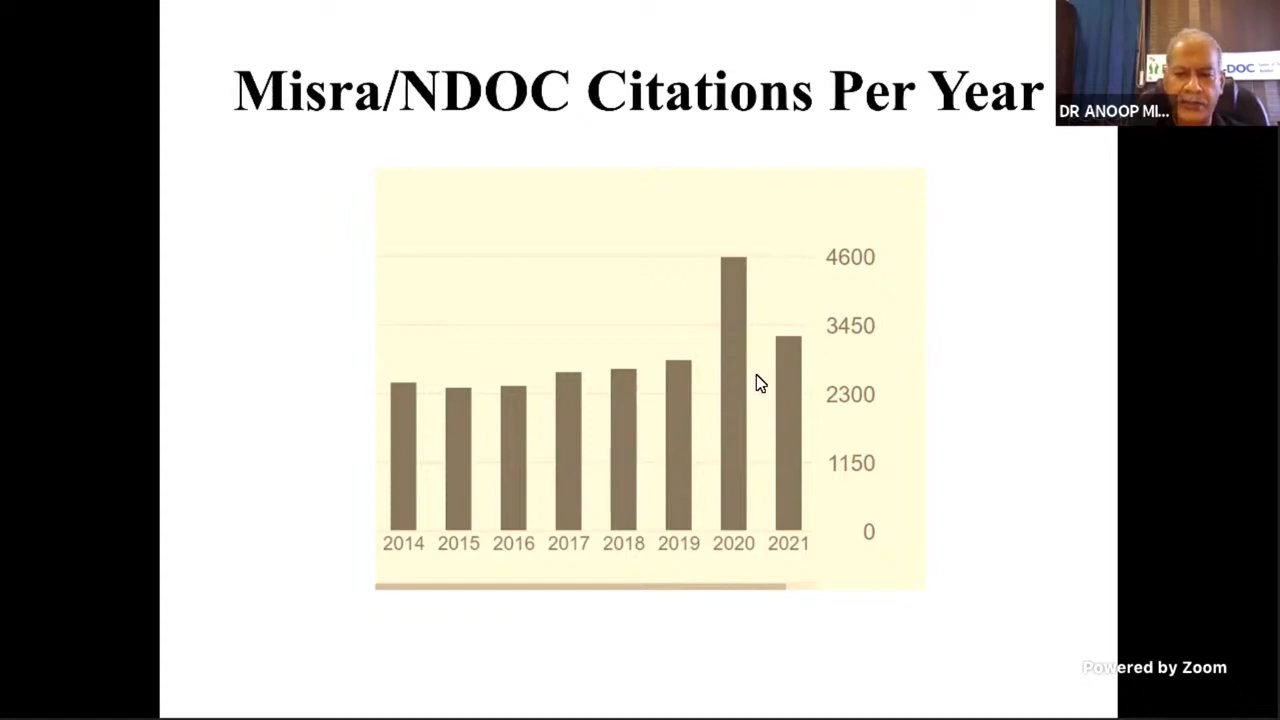 Misra/NDOC Citations Per Year
-DOC
DR ANOOP MI...
4600
3450
2300
1150
0
2014 2015 2016 2017 2018 2019 2020 2021
Powered by Zoom